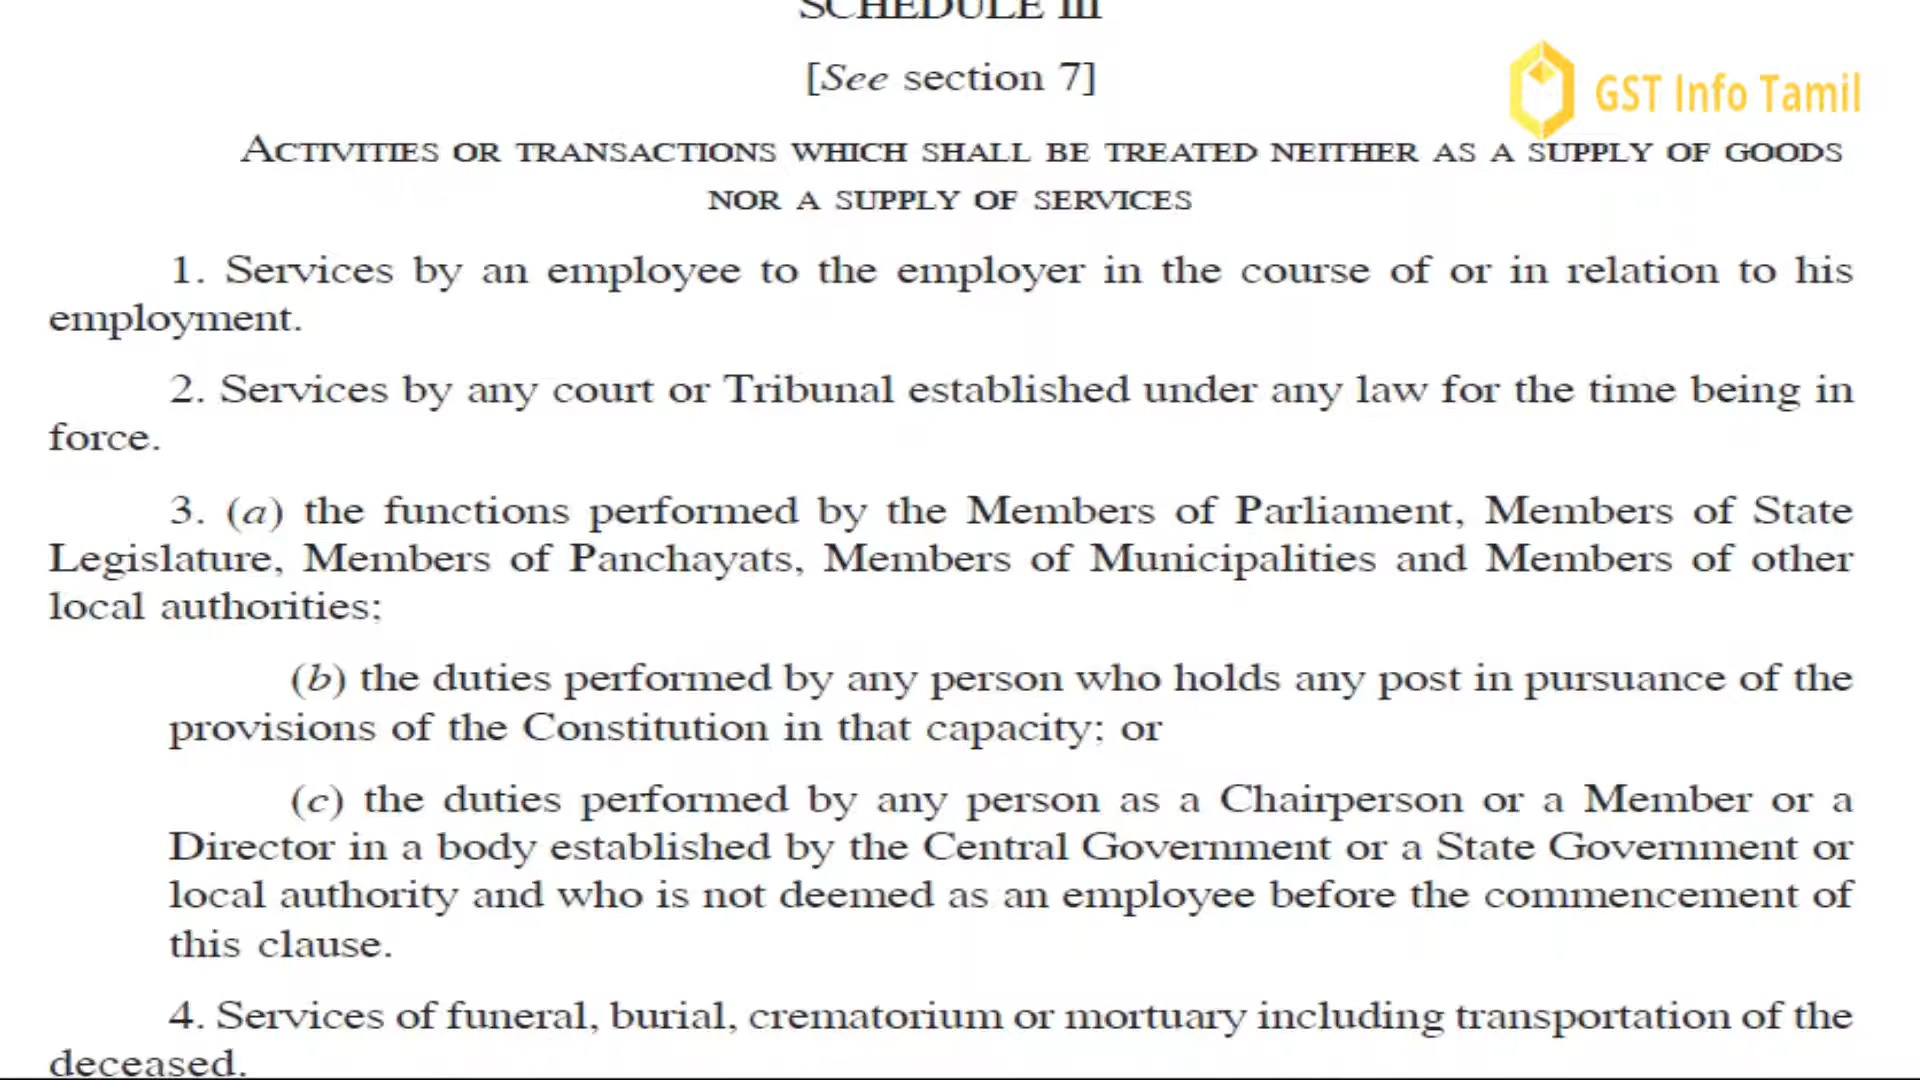 SCHEDULE III
[See section 7]
GST Info Tamil
ACTIVITIES OR TRANSACTIONS WHICH SHALL BE TREATED NEITHER AS A SUPPLY OF GOODS
NOR A SUPPLY OF SERVICES
1. Services by an employee to the employer in the course of or in relation to his
employment.
2. Services by any court or Tribunal established under any law for the time being in
force.
3. (a) the functions performed by the Members of Parliament, Members of State
Legislature, Members of Panchayats, Members of Municipalities and Members of other
local authorities;
(b) the duties performed by any person who holds any post in pursuance of the
provisions of the Constitution in that capacity; or
(c) the duties performed by any person as a Chairperson or a Member or a
Director in a body established by the Central Government or a State Government or
local authority and who is not deemed as an employee before the commencement of
this clause.
4. Services of funeral, burial, crematorium or mortuary including transportation of the
deceased.